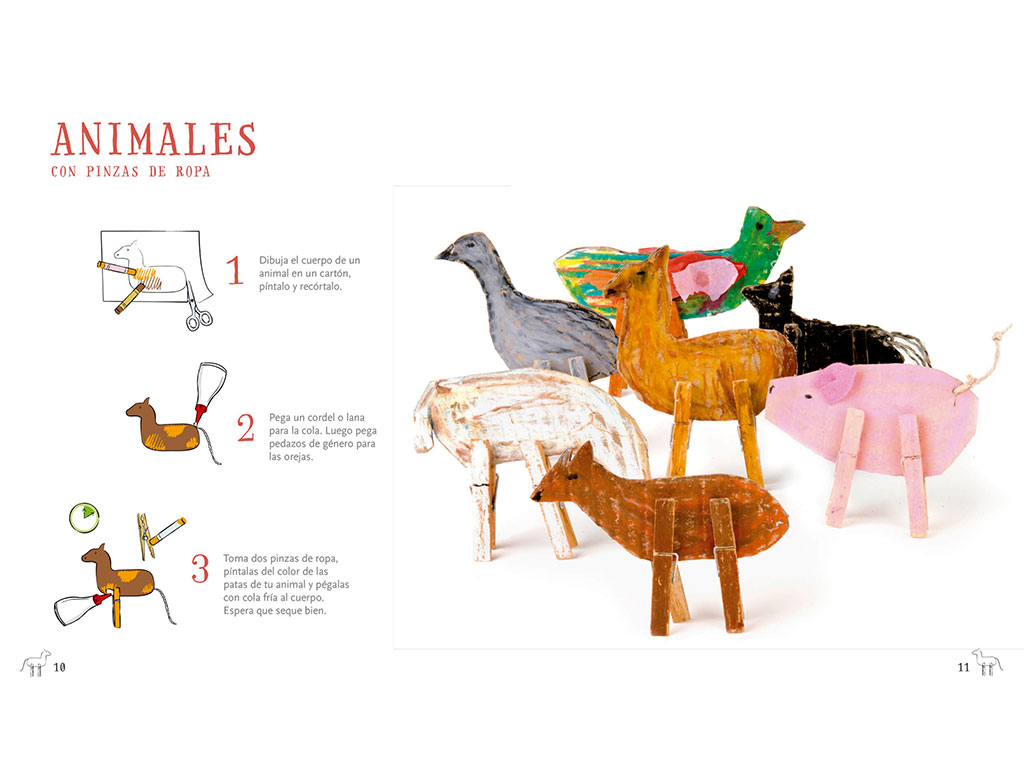 ANIMALES
CON PINZAS DE ROPA
1
Dibuja el cuerpo de un
animal en un cartón,
píntalo y recórtalo.
2
Pega un cordel o lana
para la cola. Luego pega
pedazos de género para
las orejas.
3
Toma dos pinzas de ropa,
píntalas del color de las
patas de tu animal y pégalas
con cola fría al cuerpo.
Espera que seque bien.
10
11